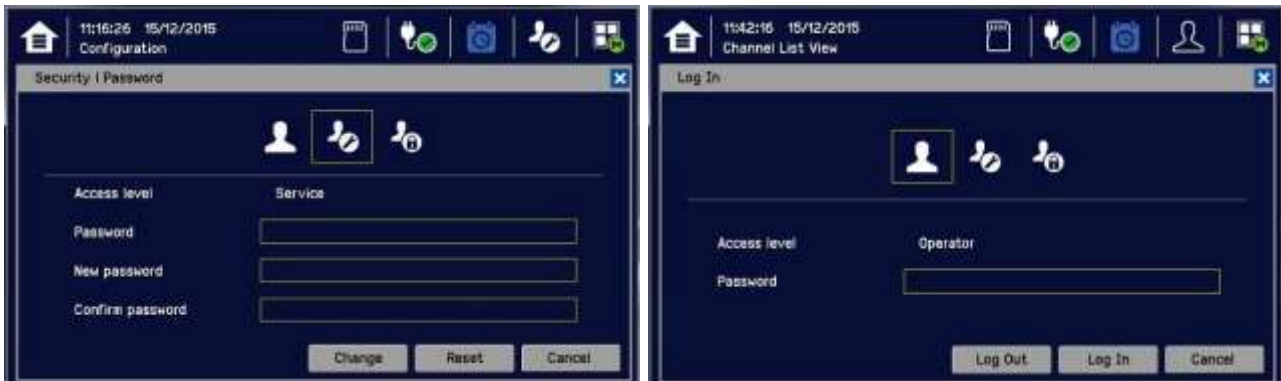 11:16:26 15/12/2015
Configuration
Security | Password
Access level Service
Password
New password
Confirm password
Change Reset Cancel
11:42:16 15/12/2015
Channel List View
Log In
Access level Operator
Password
Log Out Log In Cancel